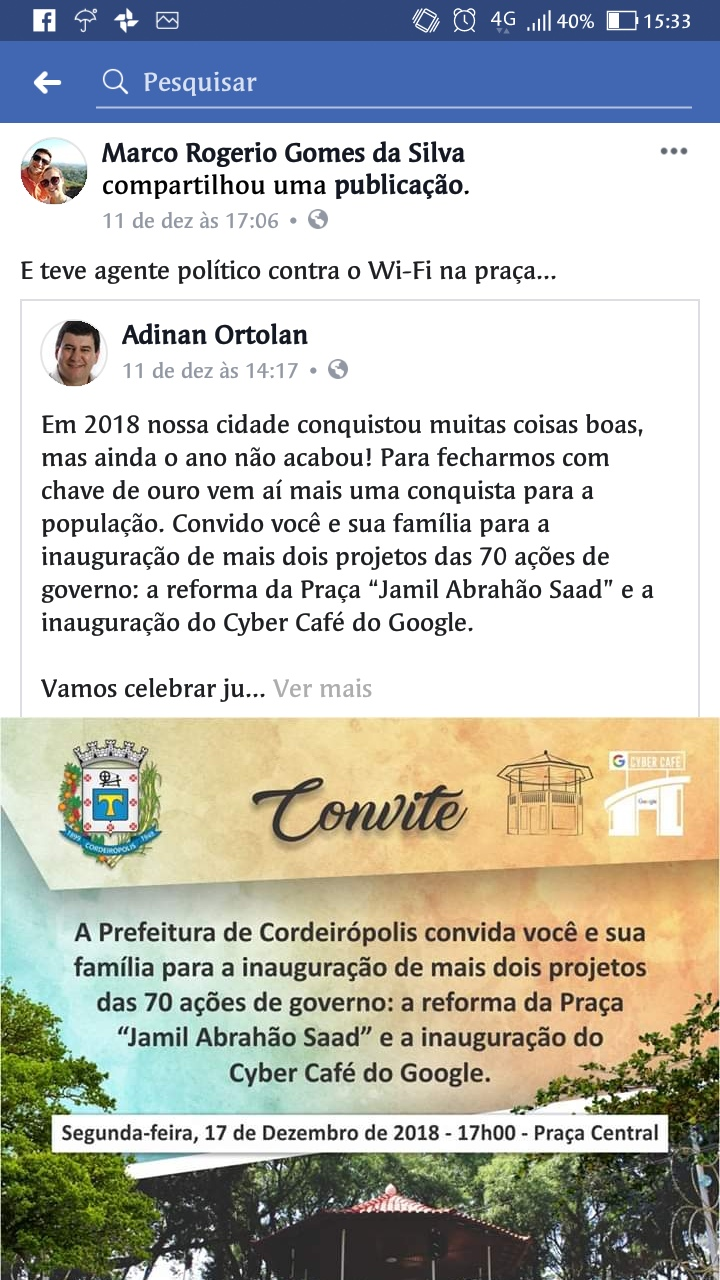 4G 40% 15:33
Pesquisar
Marco Rogerio Gomes da Silva
compartilhou uma publicação.
11 de dez às 17:06 •
E teve agente político contra o Wi-Fi na praça...
Adinan Ortolan
11 de dez às 14:17 •
Em 2018 nossa cidade conquistou muitas coisas boas,
mas ainda o ano não acabou! Para fecharmos com
chave de ouro vem aí mais uma conquista para a
população. Convido você e sua família para a
inauguração de mais dois projetos das 70 ações de
governo: a reforma da Praça “Jamil Abrahão Saad” e a
inauguração do Cyber Café do Google.
Vamos celebrar ju... Ver mais
G CYBER CAFÉ
Google
Convite
1899 CORDEIRÓPOLIS 1948
A Prefeitura de Cordeirópolis convida você e sua
família para a inauguração de mais dois projetos
das 70 ações de governo: a reforma da Praça
“Jamil Abrahão Saad” e a inauguração do
Cyber Café do Google.
Segunda-feira, 17 de Dezembro de 2018 - 17h00 - Praça Central